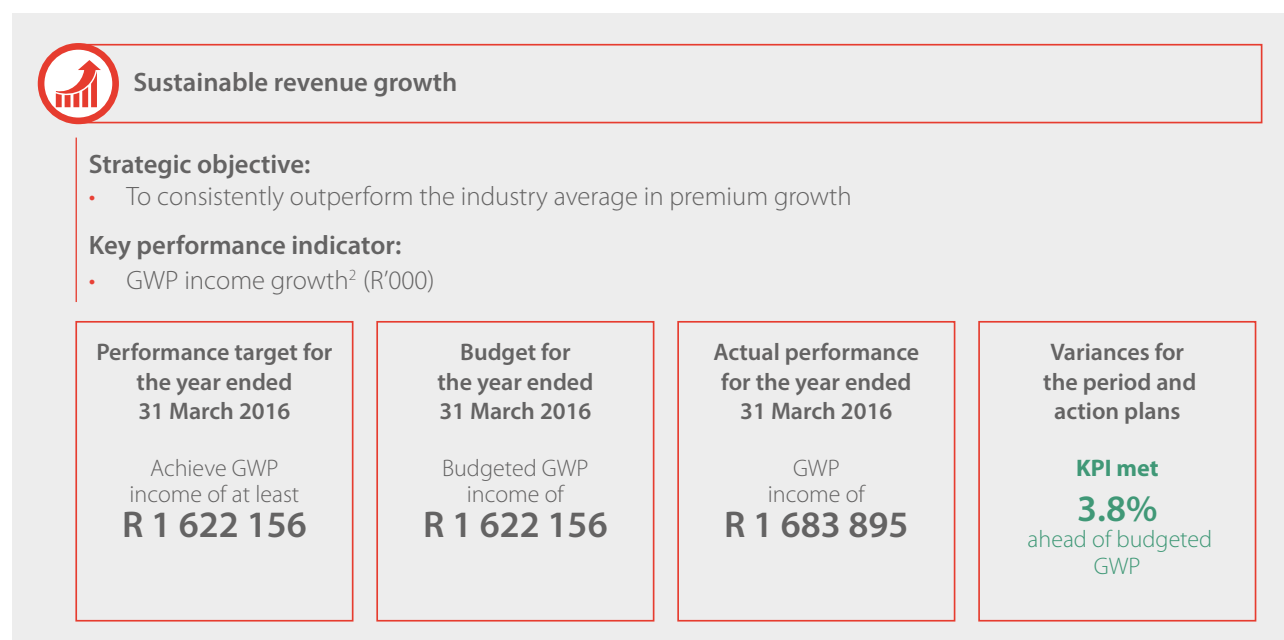 Sustainable revenue growth
Strategic objective:
• To consistently outperform the industry average in premium growth
Key performance indicator:
• GWP income growth² (R’000)
Performance target for
the year ended
31 March 2016
Achieve GWP
income of at least
R 1 622 156
Budget for
the year ended
31 March 2016
Budgeted GWP
income of
R 1 622 156
Actual performance
for the year ended
31 March 2016
GWP
income of
R 1 683 895
Variances for
the period and
action plans
KPI met
3.8%
ahead of budgeted
GWP